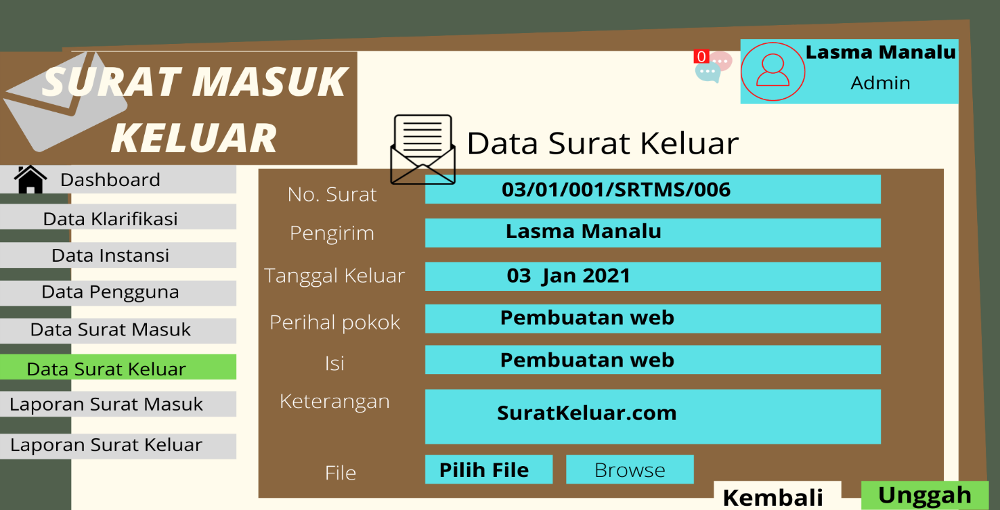 SURAT MASUK
KELUAR
0
Lasma Manalu
Admin
Dashboard
Data Klarifikasi
Data Instansi
Data Pengguna
Data Surat Masuk
Data Surat Keluar
Laporan Surat Masuk
Laporan Surat Keluar
Data Surat Keluar
No. Surat 03/01/001/SRTMS/006
Pengirim Lasma Manalu
Tanggal Keluar 03 Jan 2021
Perihal pokok Pembuatan web
Isi Pembuatan web
Keterangan SuratKeluar.com
File Pilih File Browse
Kembali Unggah